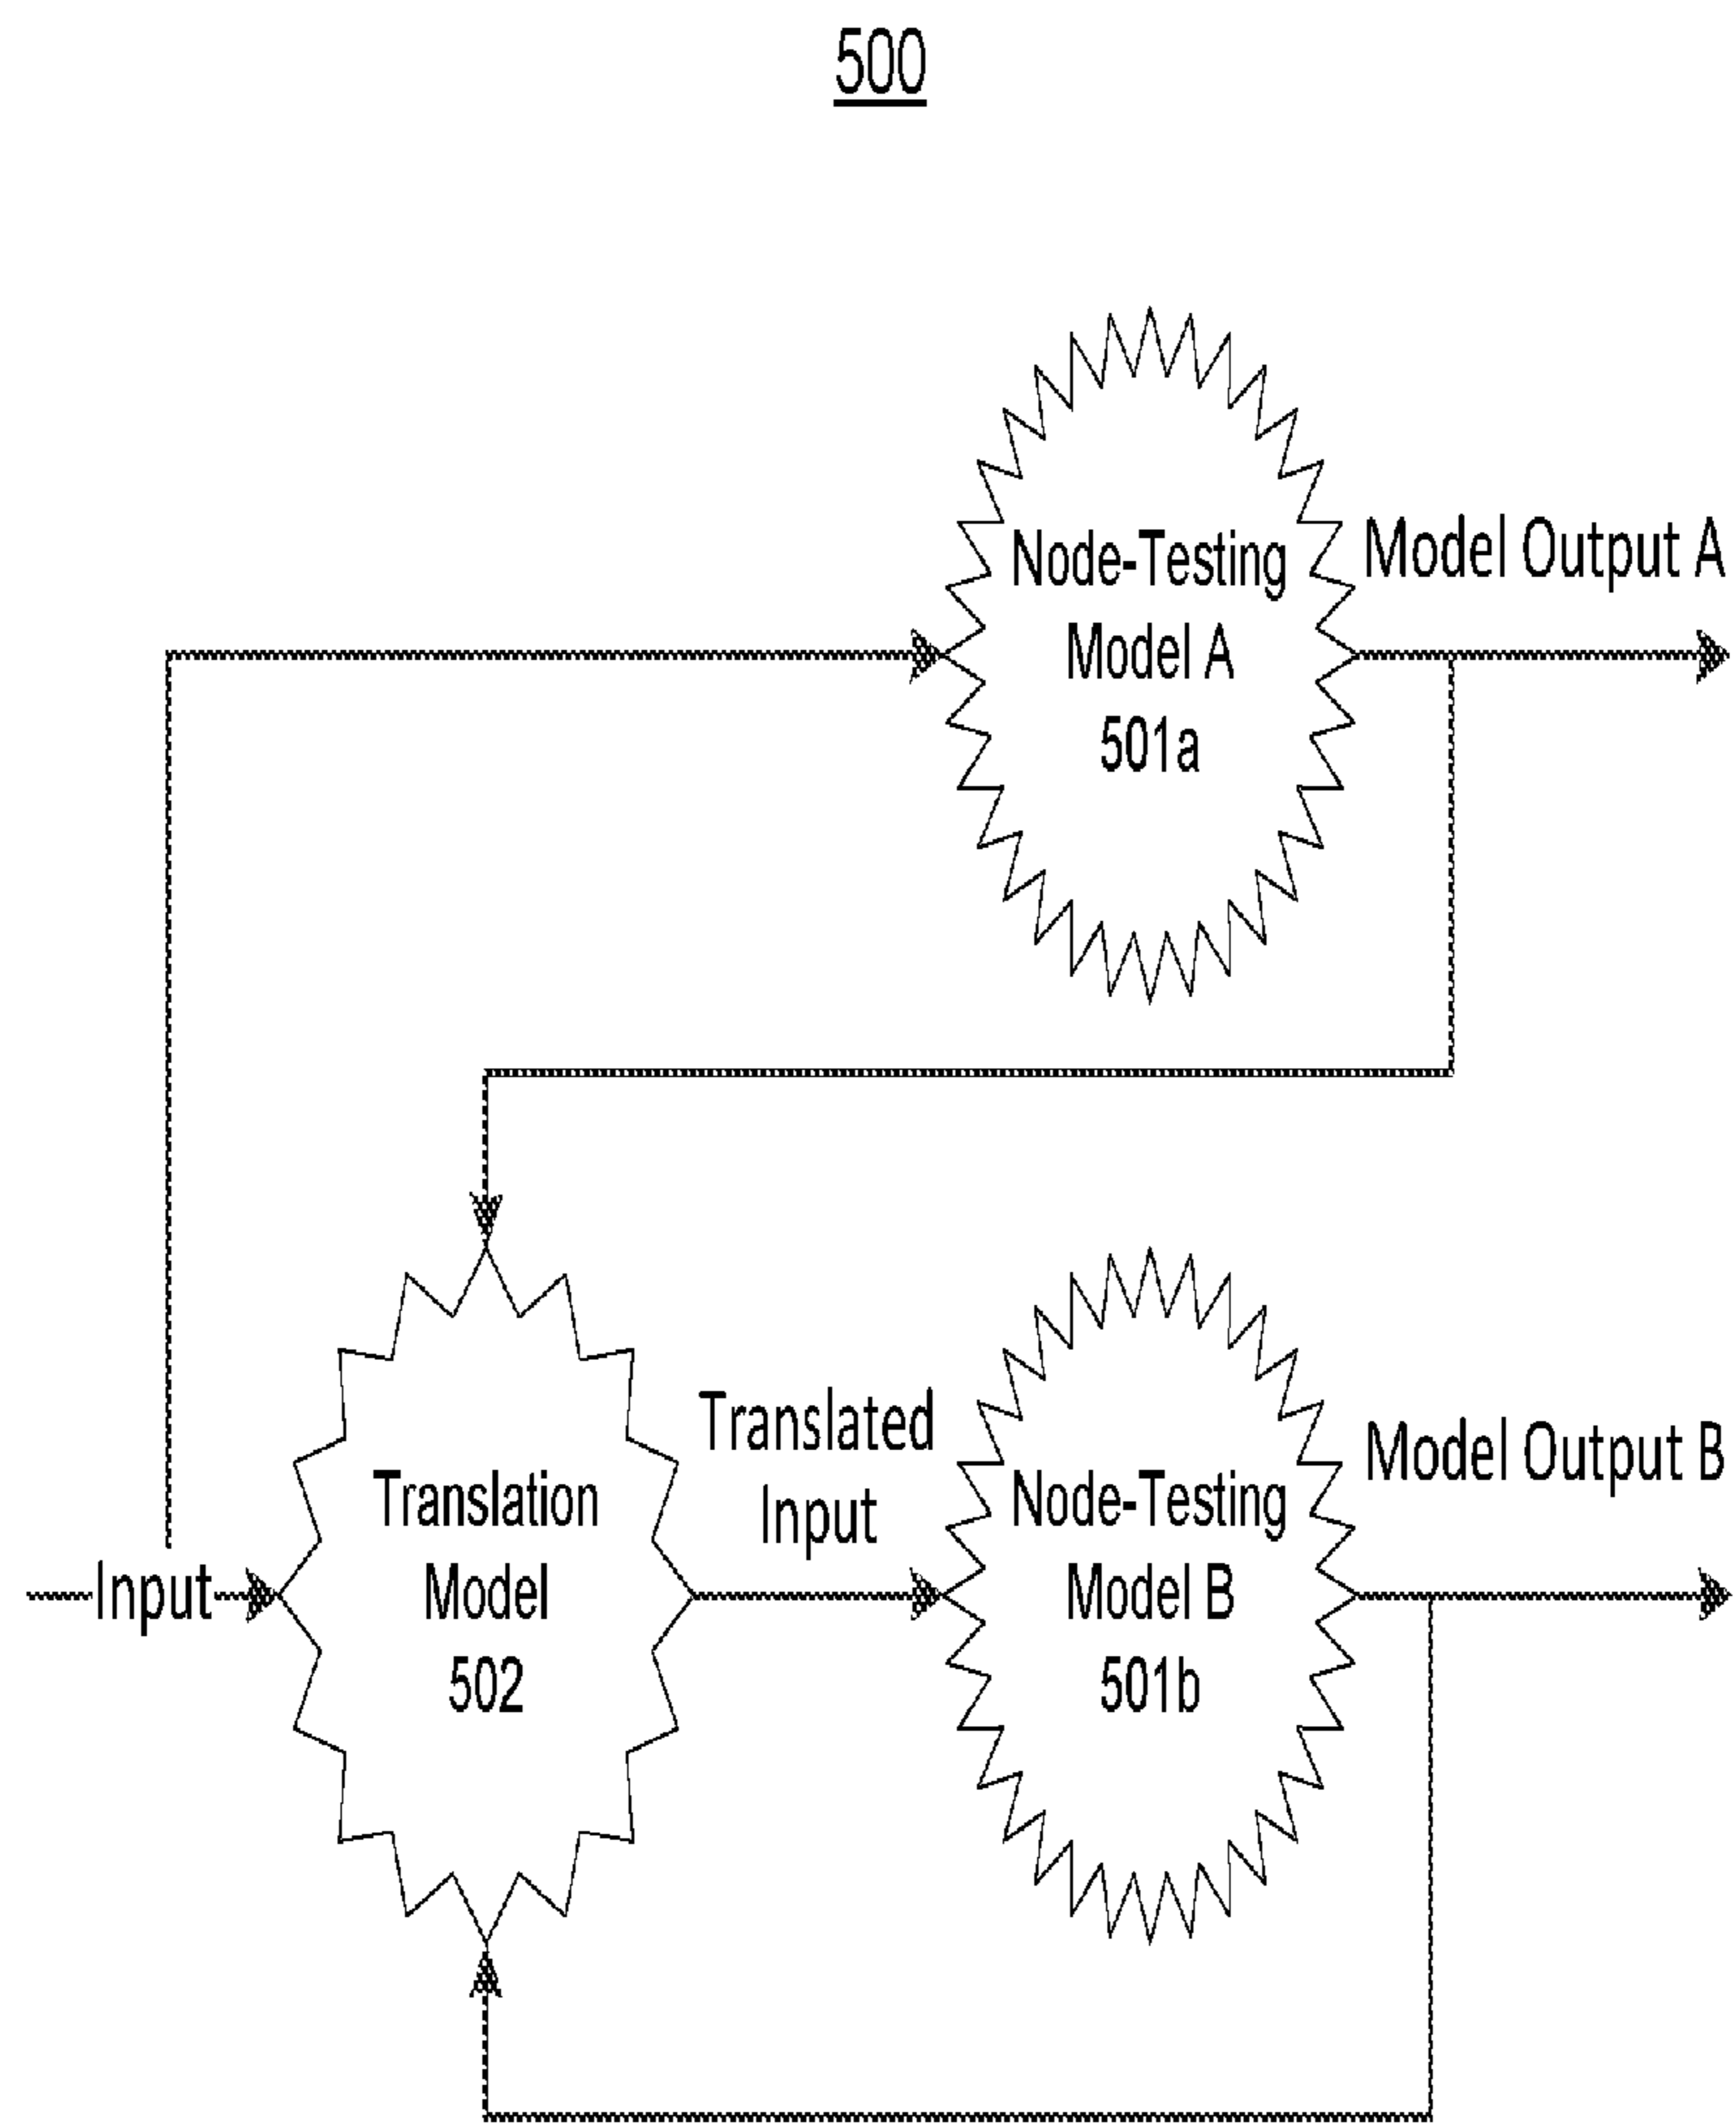 500
Node-Testing
Model A
501a
Model Output A
Input
Translation
Model
502
Translated
Input
Node-Testing
Model B
501b
Model Output B